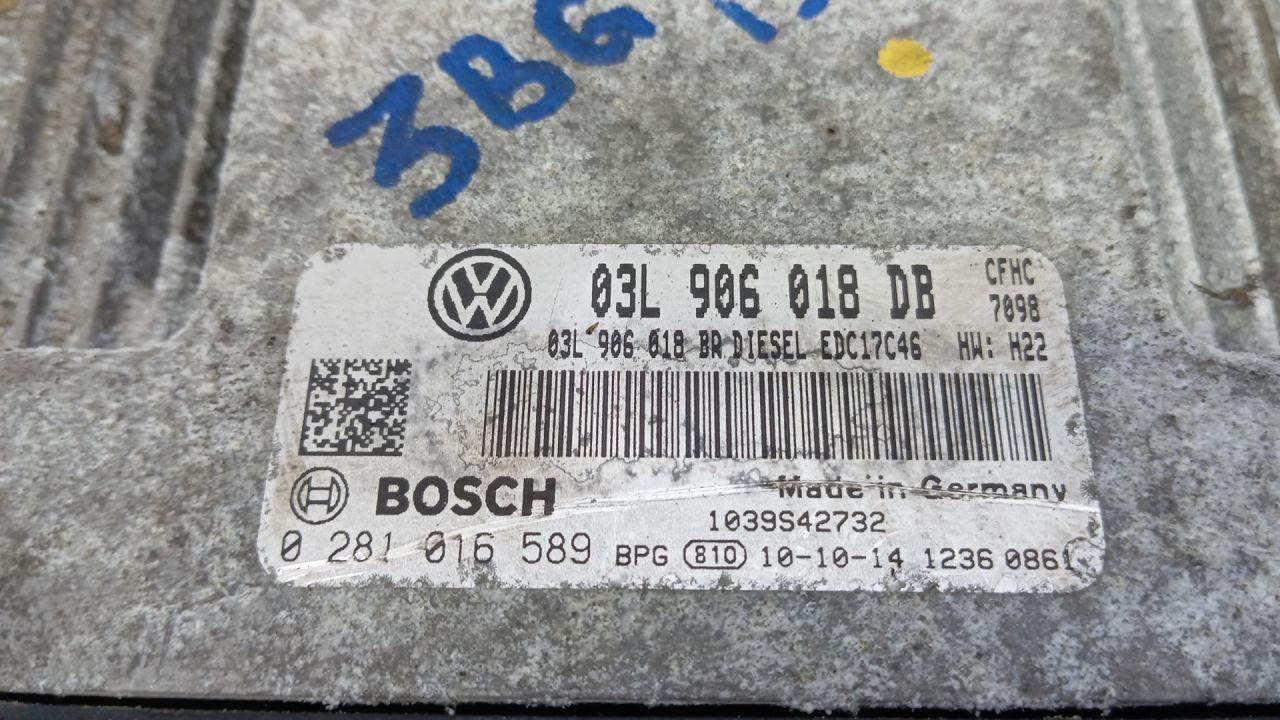 3BG
03L 906 018 DB
CFHC
7098
03L 906 018 BR DIESEL EDC17C46 HW: H22
BOSCH
Made in Germany
1039S42732
0 281 016 589 BPG 810 10-10-14 1236 0861